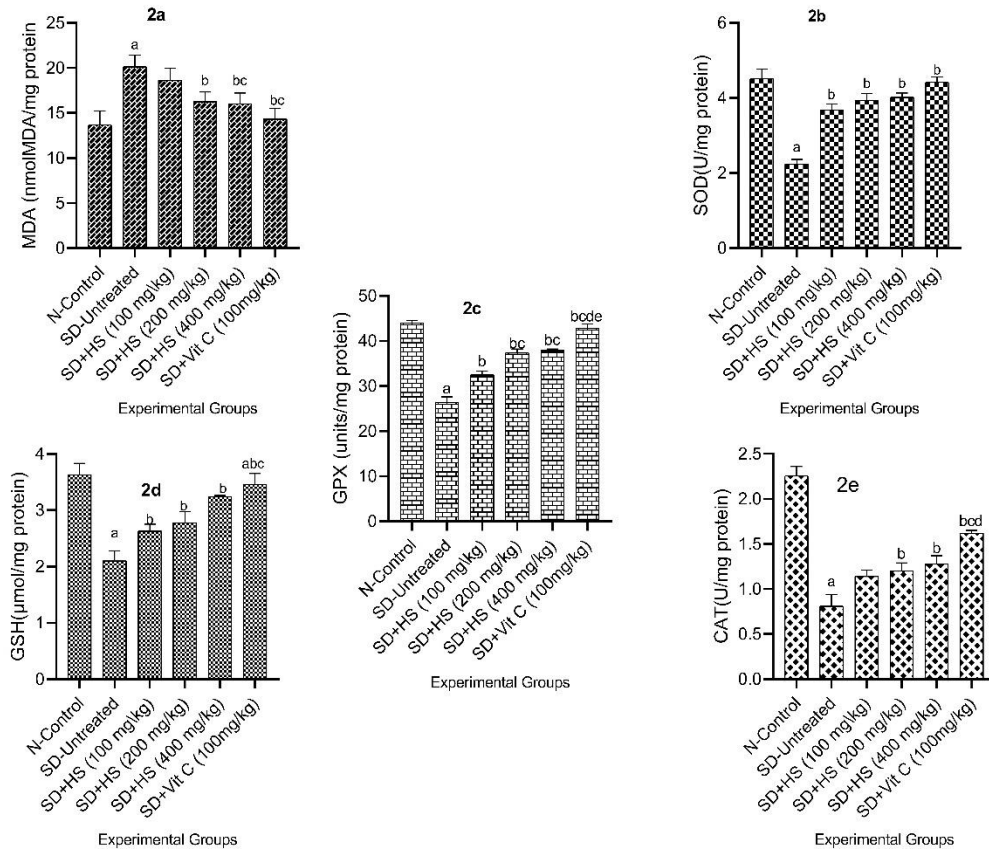 2a
MDA (nmolMDA/mg protein)
25
20
15
10
5
0
a
b
bc
bc
N-Control
SD-Untreated
SD+HS (100 mg\kg)
SD+HS (200 mg/kg)
SD+HS (400 mg/kg)
SD+Vit C (100mg/kg)
Experimental Groups
2b
SOD(U/mg protein)
6
4
2
0
a
b
b
b
b
N-Control
SD-Untreated
SD+HS (100 mg\kg)
SD+HS (200 mg/kg)
SD+HS (400 mg/kg)
SD+Vit C (100mg/kg)
Experimental Groups
2c
GPX (units/mg protein)
50
40
30
20
10
0
a
b
bc
bc
bcde
N-Control
SD-Untreated
SD+HS (100 mg\kg)
SD+HS (200 mg/kg)
SD+HS (400 mg/kg)
SD+Vit C (100mg/kg)
Experimental Groups
2d
GSH(μmol/mg protein)
4
3
2
1
0
a
b
b
b
abc
N-Control
SD-Untreated
SD+HS (100 mg\kg)
SD+HS (200 mg/kg)
SD+HS (400 mg/kg)
SD+Vit C (100mg/kg)
Experimental Groups
2e
CAT(U/mg protein)
2.5
2.0
1.5
1.0
0.5
0.0
a
b
b
bcd
N-Control
SD-Untreated
SD+HS (100 mg\kg)
SD+HS (200 mg/kg)
SD+HS (400 mg/kg)
SD+Vit C (100mg/kg)
Experimental Groups